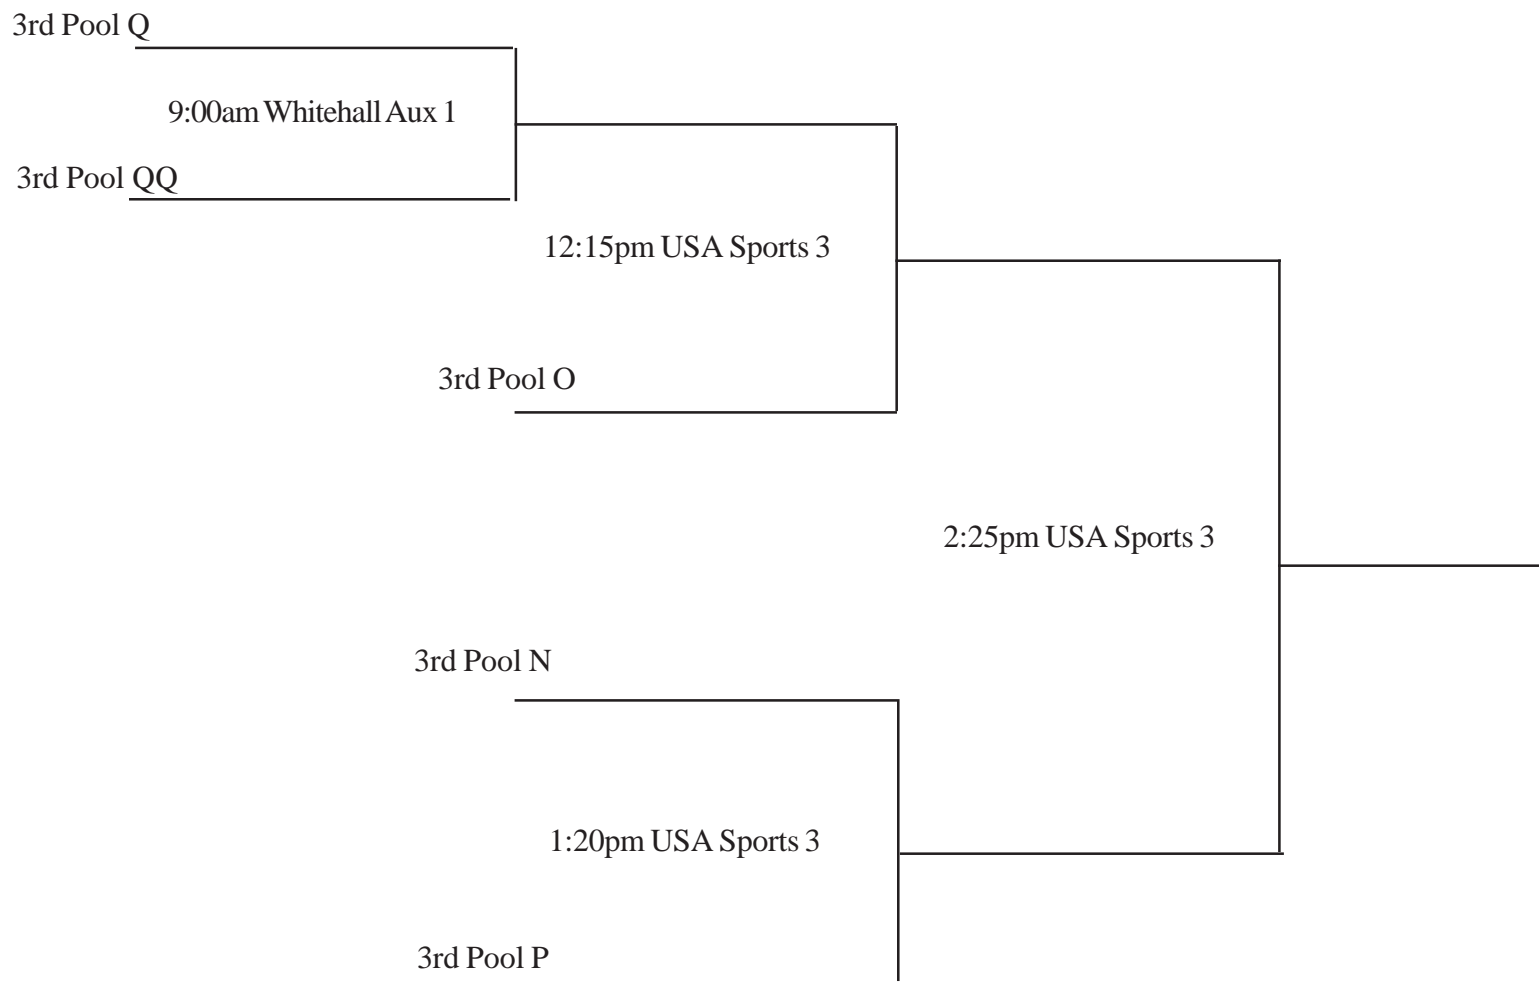 3rd Pool Q
9:00am Whitehall Aux 1
3rd Pool QQ
12:15pm USA Sports 3
3rd Pool O
2:25pm USA Sports 3
3rd Pool N
1:20pm USA Sports 3
3rd Pool P